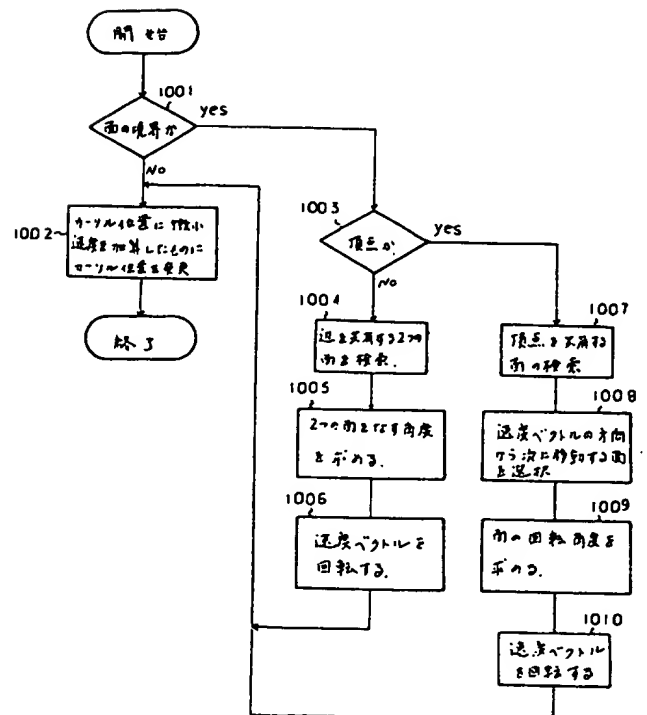 開始
1001
yes
面の境界か
No
1002
カーソル位置に微小
速度を加算したものに
カーソル位置を変更
終了
1003
yes
頂点か
No
1004
辺を共有する2つの
面を検索.
1005
2つの面をなす角度
を求める.
1006
速度ベクトルを
回転する.
1007
頂点を共有する
面の検索
1008
速度ベクトルの方向
から次に移動する面
を選択
1009
面の回転角度を
求める.
1010
速度ベクトル
を回転する